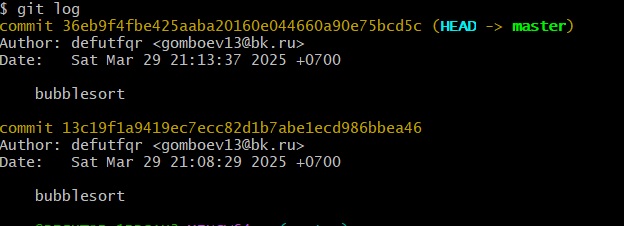 $ git log
commit 36eb9f4fbe425aaba20160e044660a90e75bcd5c (HEAD -> master)
Author: defutfqr <gomboev13@bk.ru>
Date:   Sat Mar 29 21:13:37 2025 +0700
bubblesort
commit 13c19f1a9419ec7ecc82d1b7abe1ecd986bbea46
Author: defutfqr <gomboev13@bk.ru>
Date:   Sat Mar 29 21:08:29 2025 +0700
bubblesort